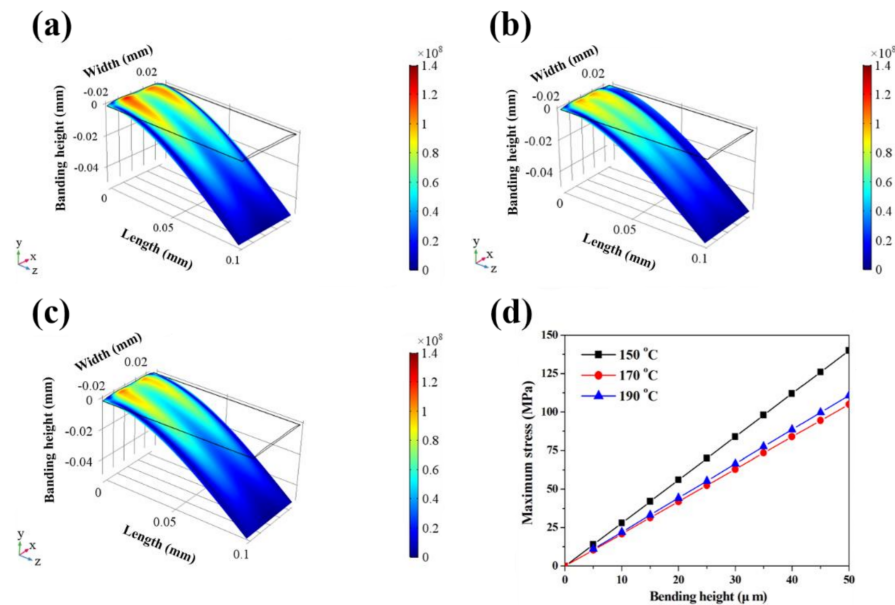 (a)
Width (mm)
-0.02
0.02
0
-0.02
-0.04
Banding height (mm)
0
0.05
0.1
Length (mm)
y
x
z
×10⁸
1.4
1.2
1
0.8
0.6
0.4
0.2
0
(b)
Width (mm)
-0.02
0.02
0
-0.02
-0.04
Banding height (mm)
0
0.05
0.1
Length (mm)
y
x
z
×10⁸
1.4
1.2
1
0.8
0.6
0.4
0.2
0
(c)
Width (mm)
-0.02
0.02
0
-0.02
-0.04
Banding height (mm)
0
0.05
0.1
Length (mm)
y
x
z
×10⁸
1.4
1.2
1
0.8
0.6
0.4
0.2
0
(d)
150 °C
170 °C
190 °C
Maximum stress (MPa)
150
125
100
75
50
25
0
0 10 20 30 40 50
Bending height (μ m)